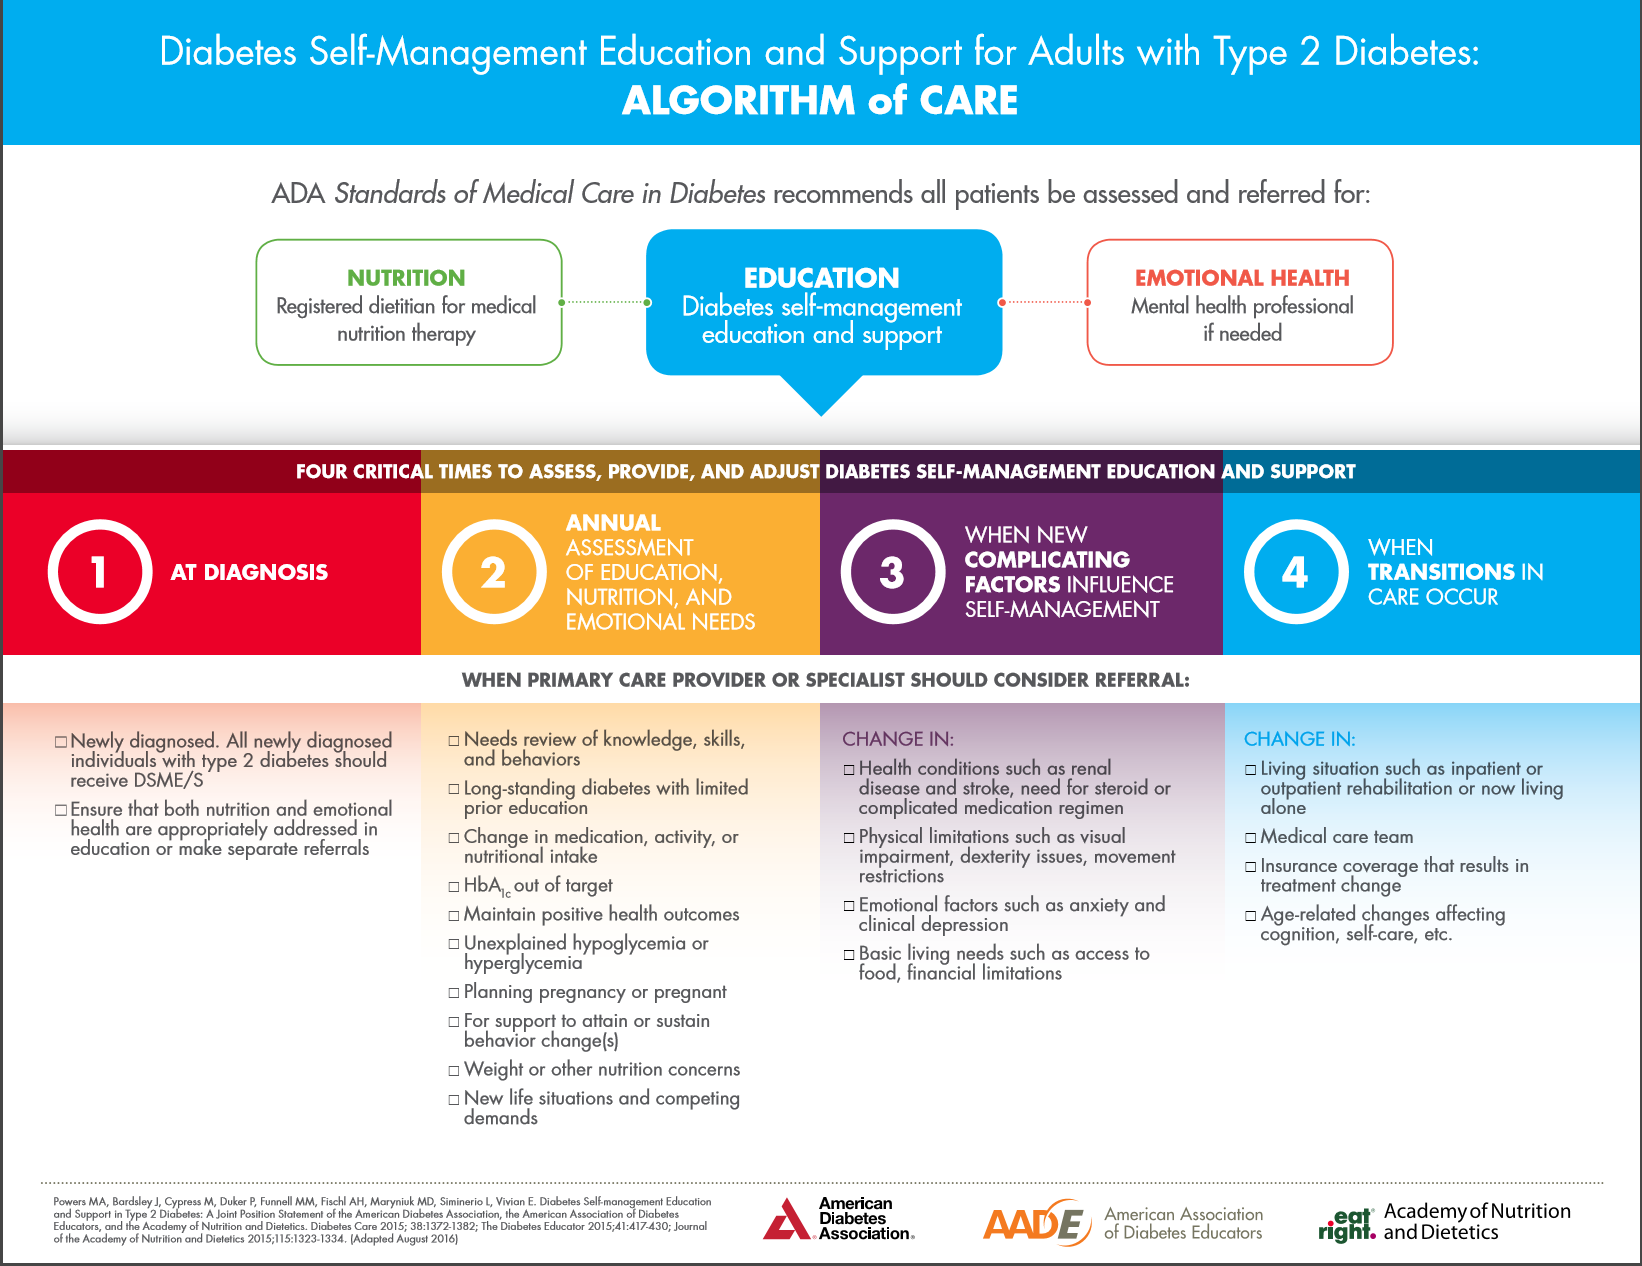 Diabetes Self-Management Education and Support for Adults with Type 2 Diabetes:
ALGORITHM of CARE
ADA Standards of Medical Care in Diabetes recommends all patients be assessed and referred for:
NUTRITION
Registered dietitian for medical
nutrition therapy
EDUCATION
Diabetes self-management
education and support
EMOTIONAL HEALTH
Mental health professional
if needed
FOUR CRITICAL TIMES TO ASSESS, PROVIDE, AND ADJUST DIABETES SELF-MANAGEMENT EDUCATION AND SUPPORT
1
AT DIAGNOSIS
2
ANNUAL
ASSESSMENT
OF EDUCATION,
NUTRITION, AND
EMOTIONAL NEEDS
3
WHEN NEW
COMPLICATING
FACTORS INFLUENCE
SELF-MANAGEMENT
4
WHEN
TRANSITIONS IN
CARE OCCUR
WHEN PRIMARY CARE PROVIDER OR SPECIALIST SHOULD CONSIDER REFERRAL:
□ Newly diagnosed. All newly diagnosed
individuals with type 2 diabetes should
receive DSME/S
□ Ensure that both nutrition and emotional
health are appropriately addressed in
education or make separate referrals
□ Needs review of knowledge, skills,
and behaviors
□ Long-standing diabetes with limited
prior education
□ Change in medication, activity, or
nutritional intake
□ HbA1c out of target
□ Maintain positive health outcomes
□ Unexplained hypoglycemia or
hyperglycemia
□ Planning pregnancy or pregnant
□ For support to attain or sustain
behavior change(s)
□ Weight or other nutrition concerns
□ New life situations and competing
demands
CHANGE IN:
□ Health conditions such as renal
disease and stroke, need for steroid or
complicated medication regimen
□ Physical limitations such as visual
impairment, dexterity issues, movement
restrictions
□ Emotional factors such as anxiety and
clinical depression
□ Basic living needs such as access to
food, financial limitations
CHANGE IN:
□ Living situation such as inpatient or
outpatient rehabilitation or now living
alone
□ Medical care team
□ Insurance coverage that results in
treatment change
□ Age-related changes affecting
cognition, self-care, etc.
Powers MA, Bardsley J, Cypress M, Duker P, Funnell MM, Fischl AH, Maryniuk MD, Siminerio L, Vivian E. Diabetes Self-management Education
and Support in Type 2 Diabetes: A Joint Position Statement of the American Diabetes Association, the American Association of Diabetes
Educators, and the Academy of Nutrition and Dietetics. Diabetes Care 2015; 38:1372-1382; The Diabetes Educator 2015;41:417-430; Journal
of the Academy of Nutrition and Dietetics 2015;115:1323-1334. (Adapted August 2016)
American
Diabetes
Association®
AADE
American Association
of Diabetes Educators
eat®
right.
Academy of Nutrition
and Dietetics